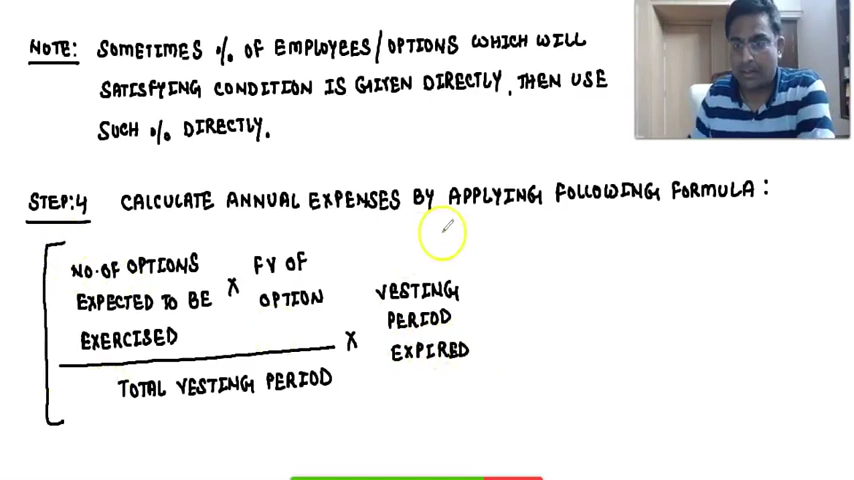 NOTE: SOMETIMES % OF EMPLOYEES/OPTIONS WHICH WILL
SATISFYING CONDITION IS GIVEN DIRECTLY, THEN USE
SUCH % DIRECTLY.
STEP:4 CALCULATE ANNUAL EXPENSES BY APPLYING FOLLOWING FORMULA:
NO. OF OPTIONS
EXPECTED TO BE
EXERCISED
X
FV OF
OPTION
TOTAL VESTING PERIOD
X
VESTING
PERIOD
EXPIRED